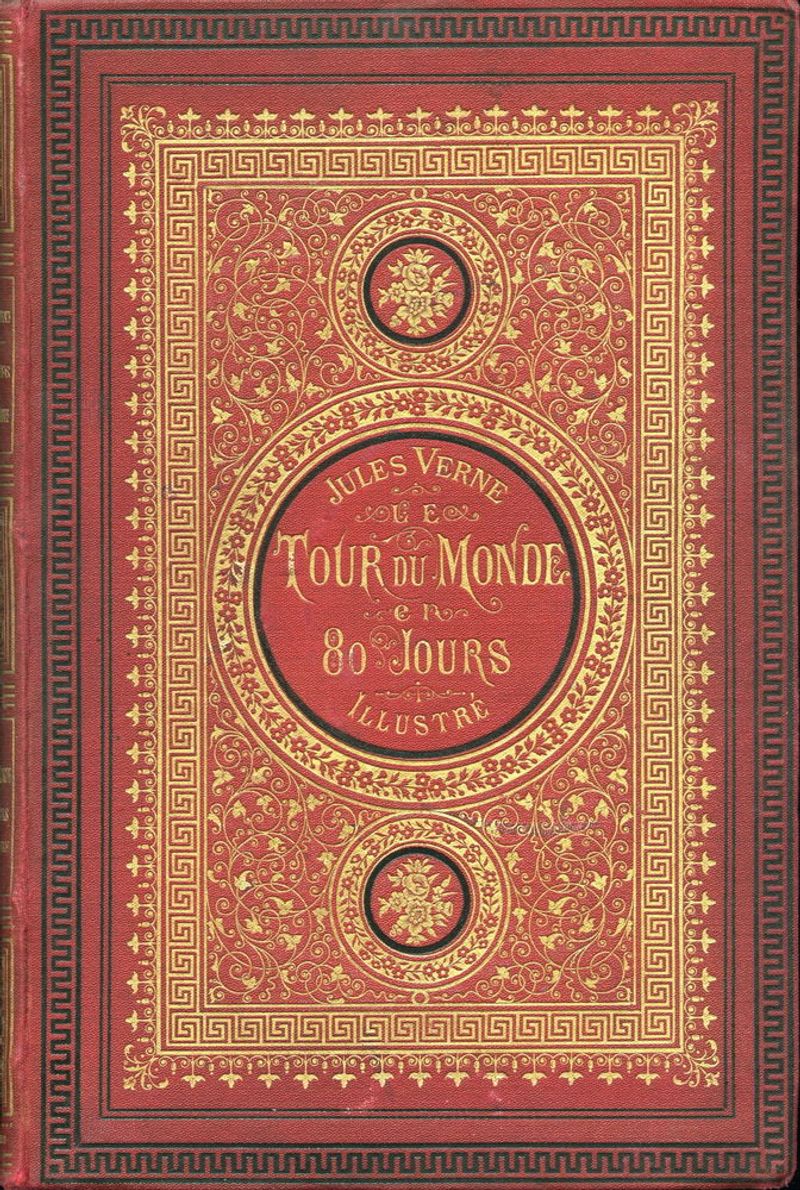 JULES VERNE
LE
TOUR DU MONDE
en
80 JOURS
ILLUSTRÉ